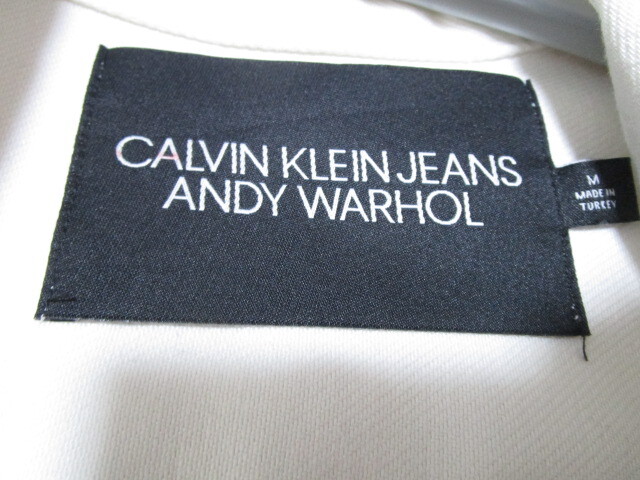 CALVIN KLEIN JEANS
ANDY WARHOL
M
MADE IN
TURKEY